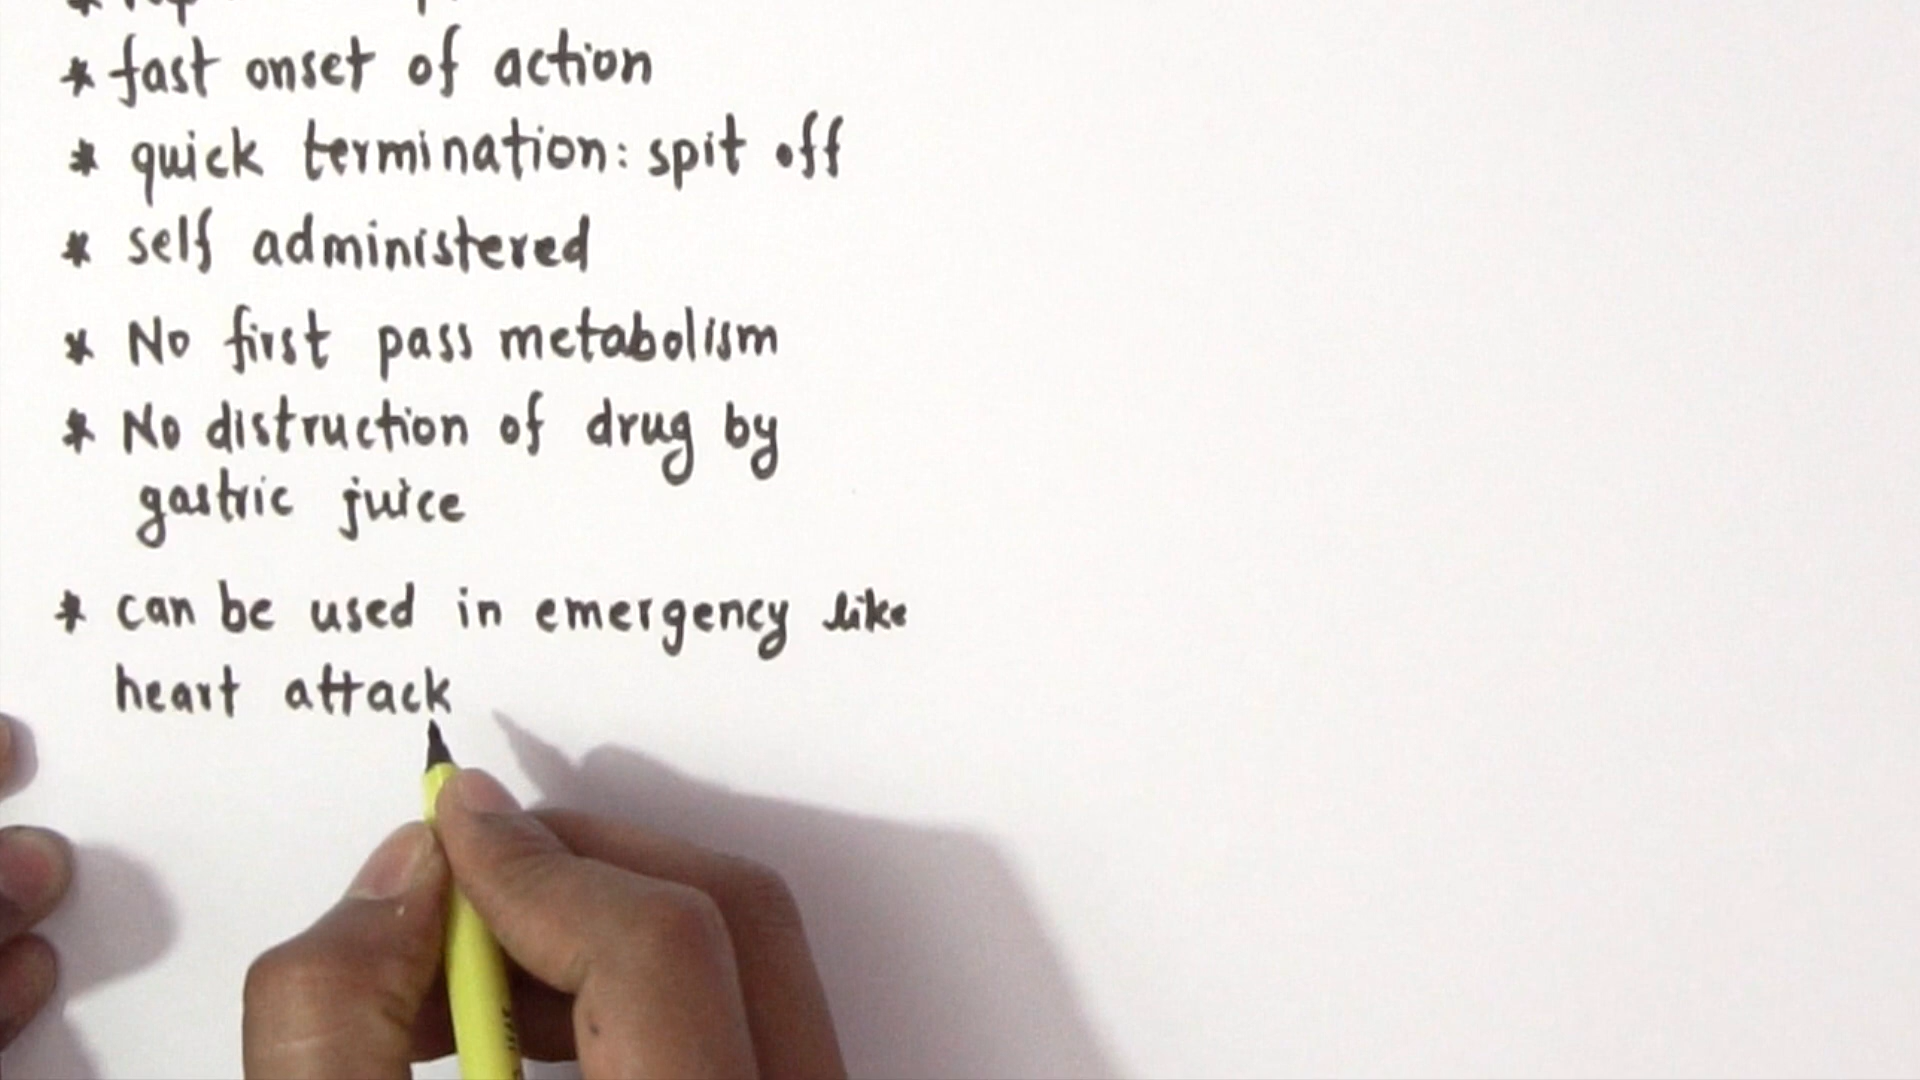 * fast onset of action
* quick termination: spit off
* self administered
* No first pass metabolism
* No distruction of drug by
gastric juice
* can be used in emergency like
heart attack